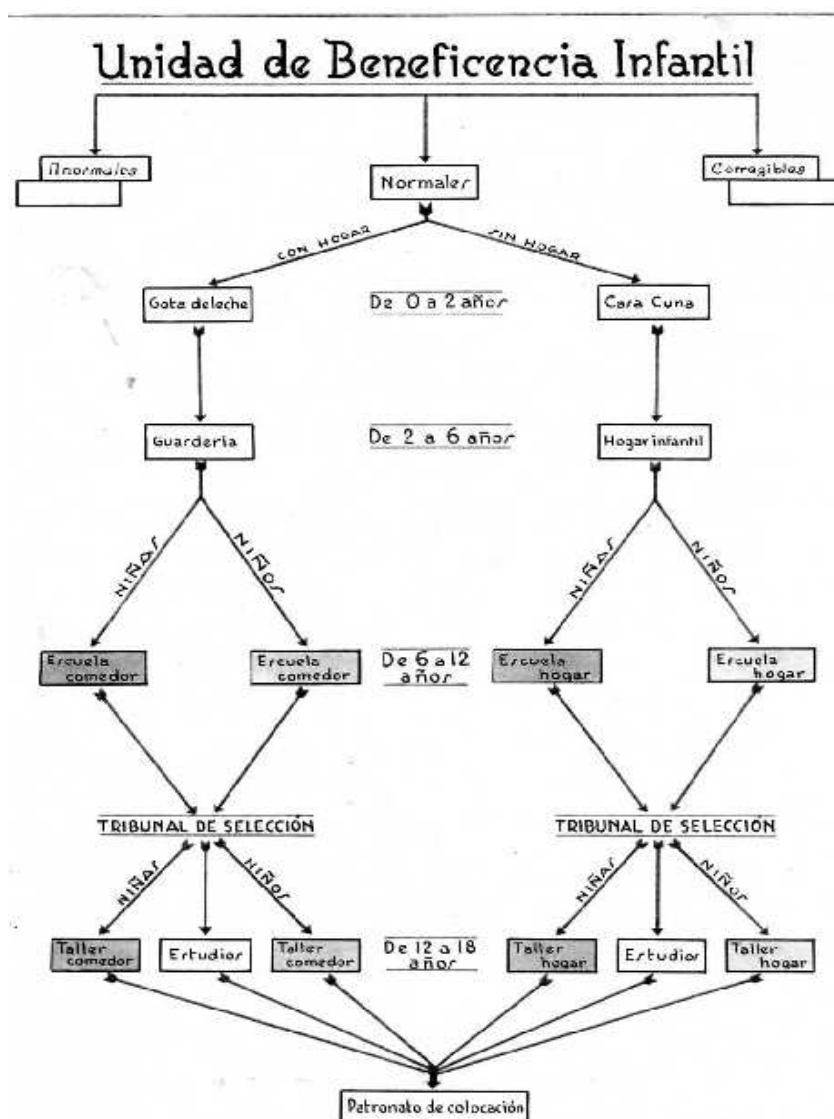 Unidad de Beneficencia Infantil
Anormales
Normales
Corregibles
CON HOGAR
SIN HOGAR
Gota de leche
De 0 a 2 años
Casa Cuna
Guardería
De 2 a 6 años
Hogar infantil
NIÑAS
NIÑOS
NIÑAS
NIÑOS
Escuela
comedor
Escuela
comedor
De 6 a 12
años
Escuela
hogar
Escuela
hogar
TRIBUNAL DE SELECCIÓN
TRIBUNAL DE SELECCIÓN
NIÑAS
NIÑOS
NIÑAS
NIÑOS
Taller
comedor
Estudios
Taller
comedor
De 12 a 18
años
Taller
hogar
Estudios
Taller
hogar
Patronato de colocación